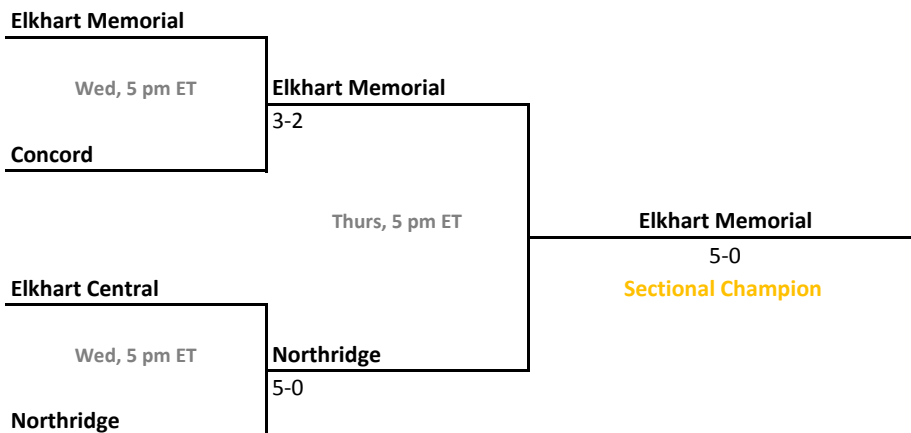 Elkhart Memorial
Wed, 5 pm ET
Elkhart Memorial
3-2
Concord
Thurs, 5 pm ET
Elkhart Memorial
5-0
Elkhart Central
Sectional Champion
Wed, 5 pm ET
Northridge
5-0
Northridge